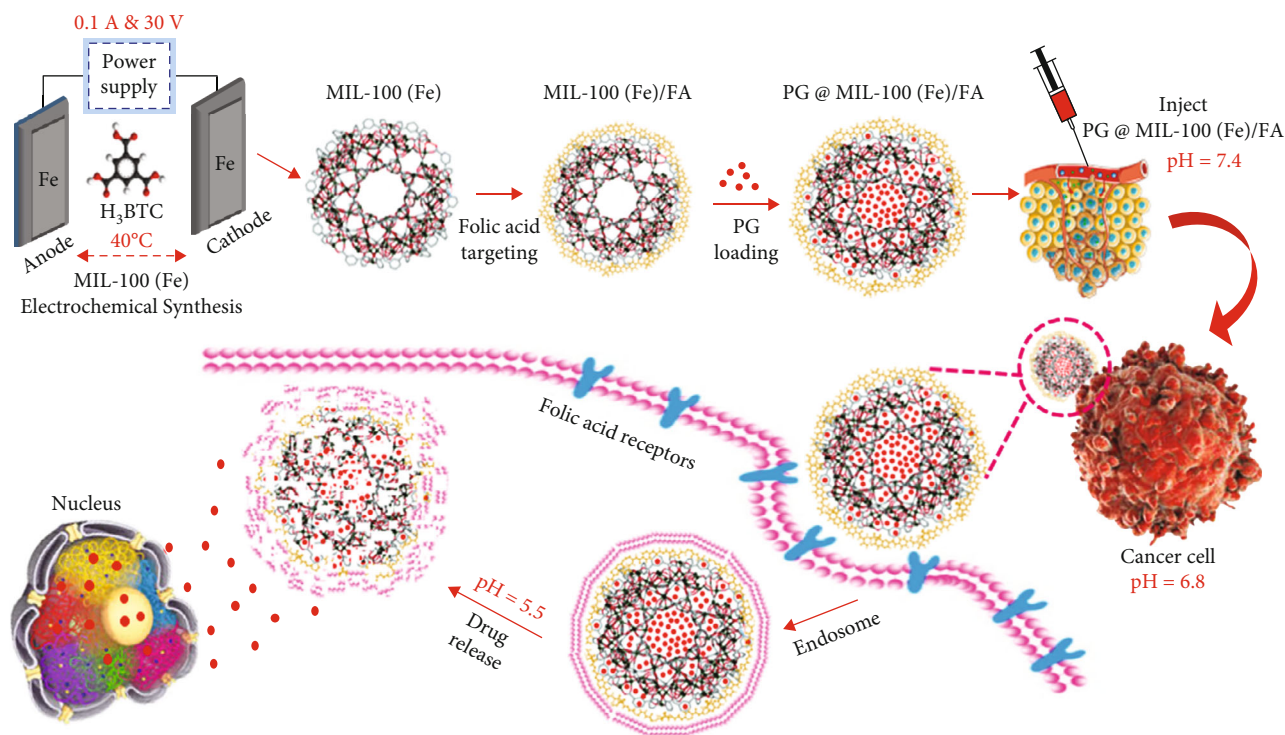 0.1 A & 30 V
Power
supply
Fe
Fe
H₃BTC
Anode
Cathode
40°C
MIL-100 (Fe)
Electrochemical Synthesis
MIL-100 (Fe)
Folic acid
targeting
MIL-100 (Fe)/FA
PG
loading
PG @ MIL-100 (Fe)/FA
Inject
PG @ MIL-100 (Fe)/FA
pH = 7.4
Cancer cell
pH = 6.8
Folic acid receptors
Endosome
pH = 5.5
Drug
release
Nucleus